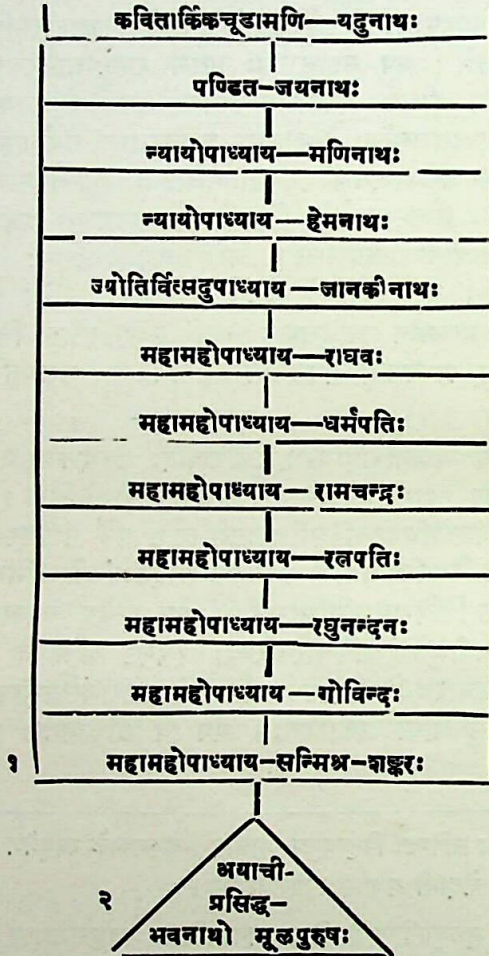 कवितार्किकचूडामणि—यदुनाथः
पण्डित-जयनाथः
न्यायोपाध्याय—मणिनाथः
न्यायोपाध्याय—हेमनाथः
ज्योतिर्वित्सदुपाध्याय—जानकीनाथः
महामहोपाध्याय—राघवः
महामहोपाध्याय—धर्मपतिः
महामहोपाध्याय—रामचन्द्रः
महामहोपाध्याय—रत्नपतिः
महामहोपाध्याय—रघुनन्दनः
महामहोपाध्याय—गोविन्दः
१ महामहोपाध्याय-सन्मिश्र-शङ्करः
अयाची-
२ प्रसिद्ध-
भवनाथो मूलपुरुषः